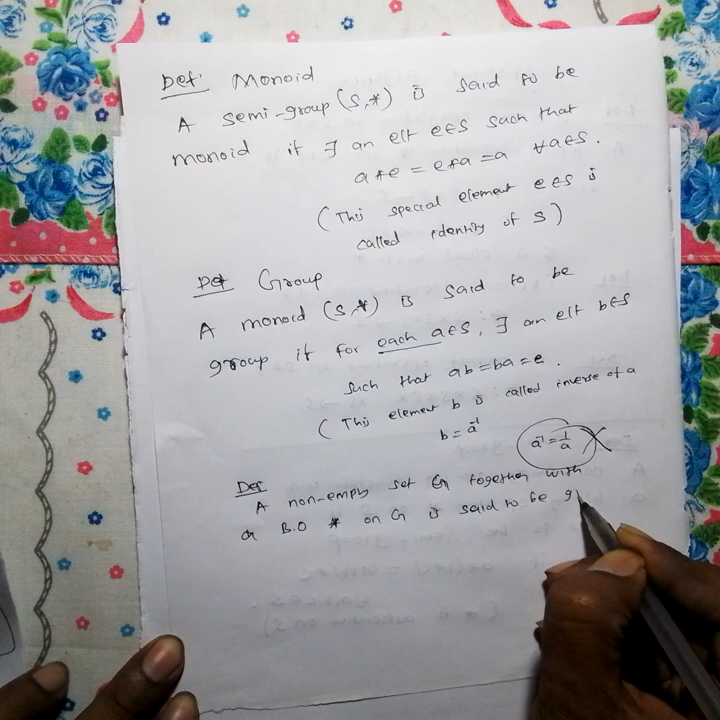 Def: Monoid
A semi-group (S,*) is said to be
monoid if ∃ an elt e∈S such that
a*e = e*a = a ∀a∈S.
(This special element e∈S is
called identity of S)
Def Group
A monoid (S,*) is said to be
group if for each a∈S, ∃ an elt b∈S
such that ab=ba=e.
(This element b is called inverse of a
b = a⁻¹
a⁻¹ = 1/a
Def
A non-empty set G together with
a B.O * on G is said to be g